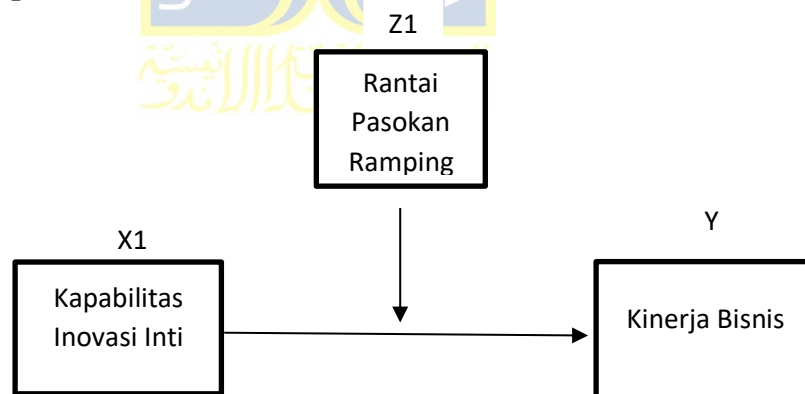 Z1
Rantai
Pasokan
Ramping
X1
Y
Kapabilitas
Inovasi Inti
Kinerja Bisnis